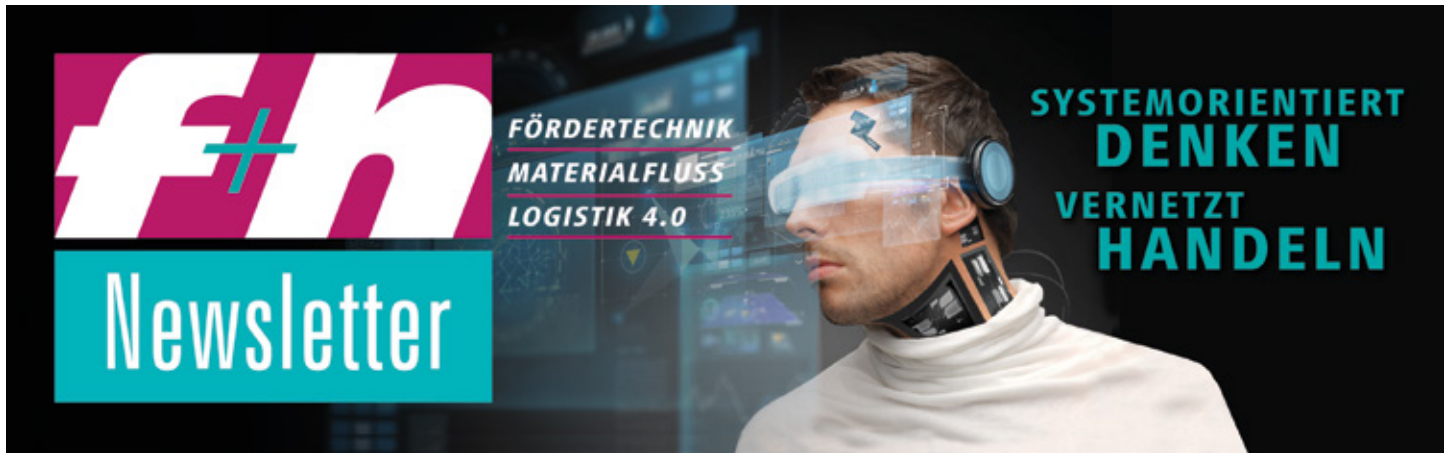 f+h
Newsletter
FÖRDERTECHNIK
MATERIALFLUSS
LOGISTIK 4.0
SYSTEMORIENTIERT
DENKEN
VERNETZT
HANDELN